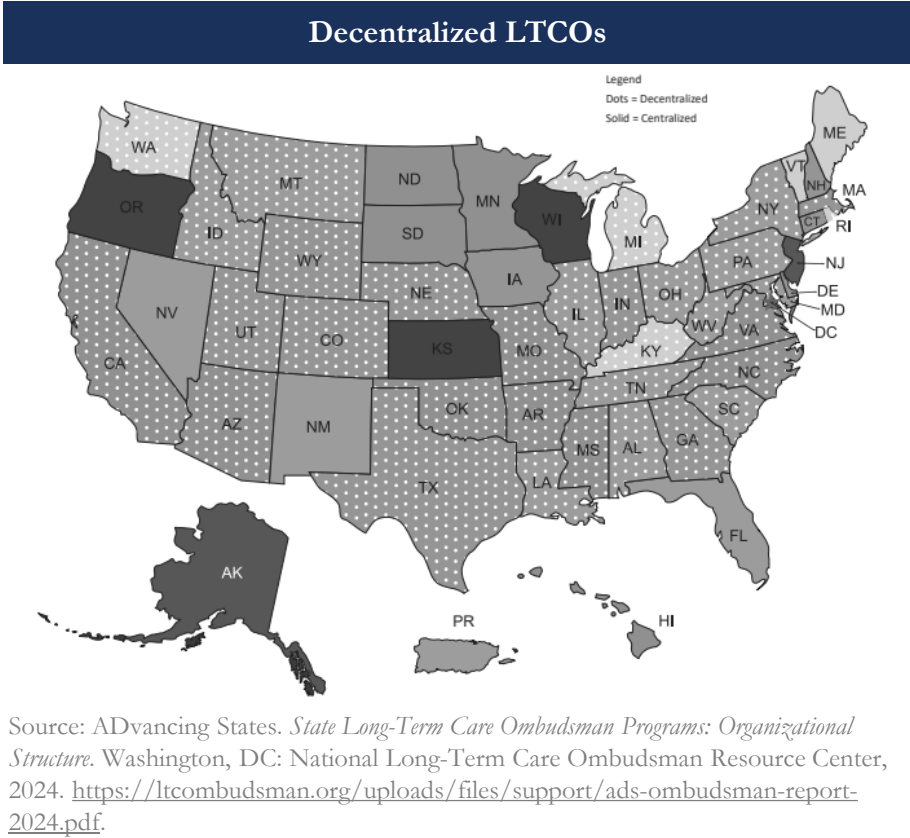 Decentralized LTCOs
Legend
Dots = Decentralized
Solid = Centralized
WA
OR
MT
ID
WY
ND
SD
MN
WI
MI
ME
VT
NH
MA
NY
CT
RI
PA
NJ
DE
MD
DC
NE
IA
IL
IN
OH
WV
VA
KY
NV
UT
CO
KS
MO
CA
AZ
NM
OK
AR
TN
NC
SC
MS
AL
GA
TX
LA
FL
AK
PR
HI
Source: ADvancing States. State Long-Term Care Ombudsman Programs: Organizational
Structure. Washington, DC: National Long-Term Care Ombudsman Resource Center,
2024. https://ltcombudsman.org/uploads/files/support/ads-ombudsman-report-
2024.pdf.